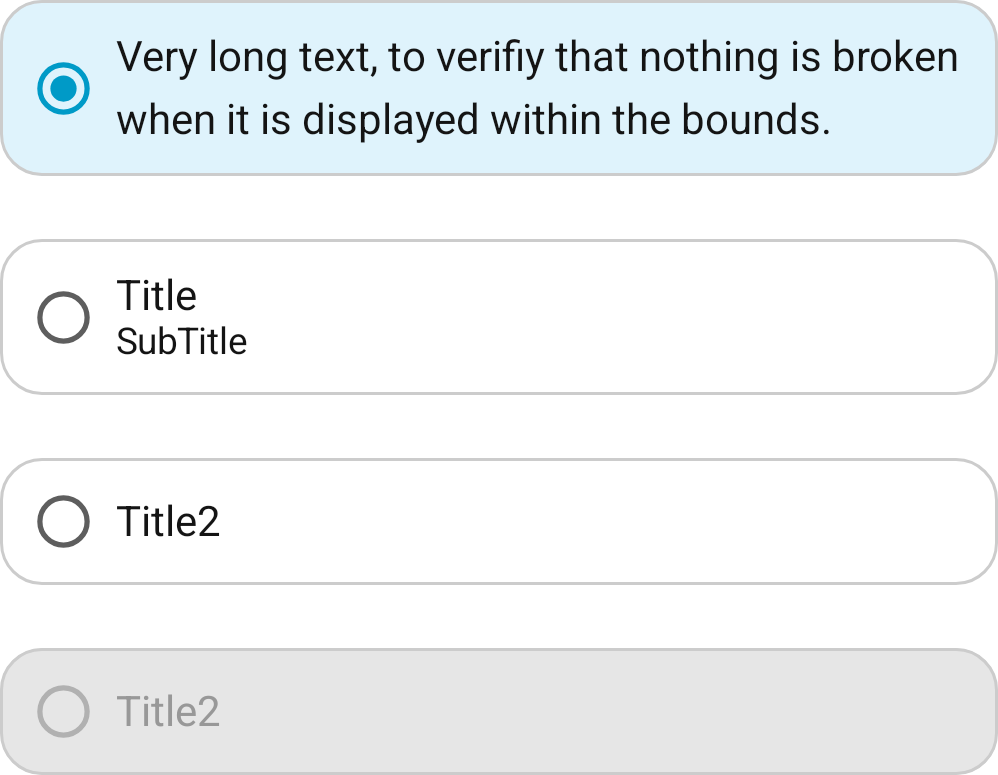 Very long text, to verifiy that nothing is broken
when it is displayed within the bounds.
Title
SubTitle
Title2
Title2